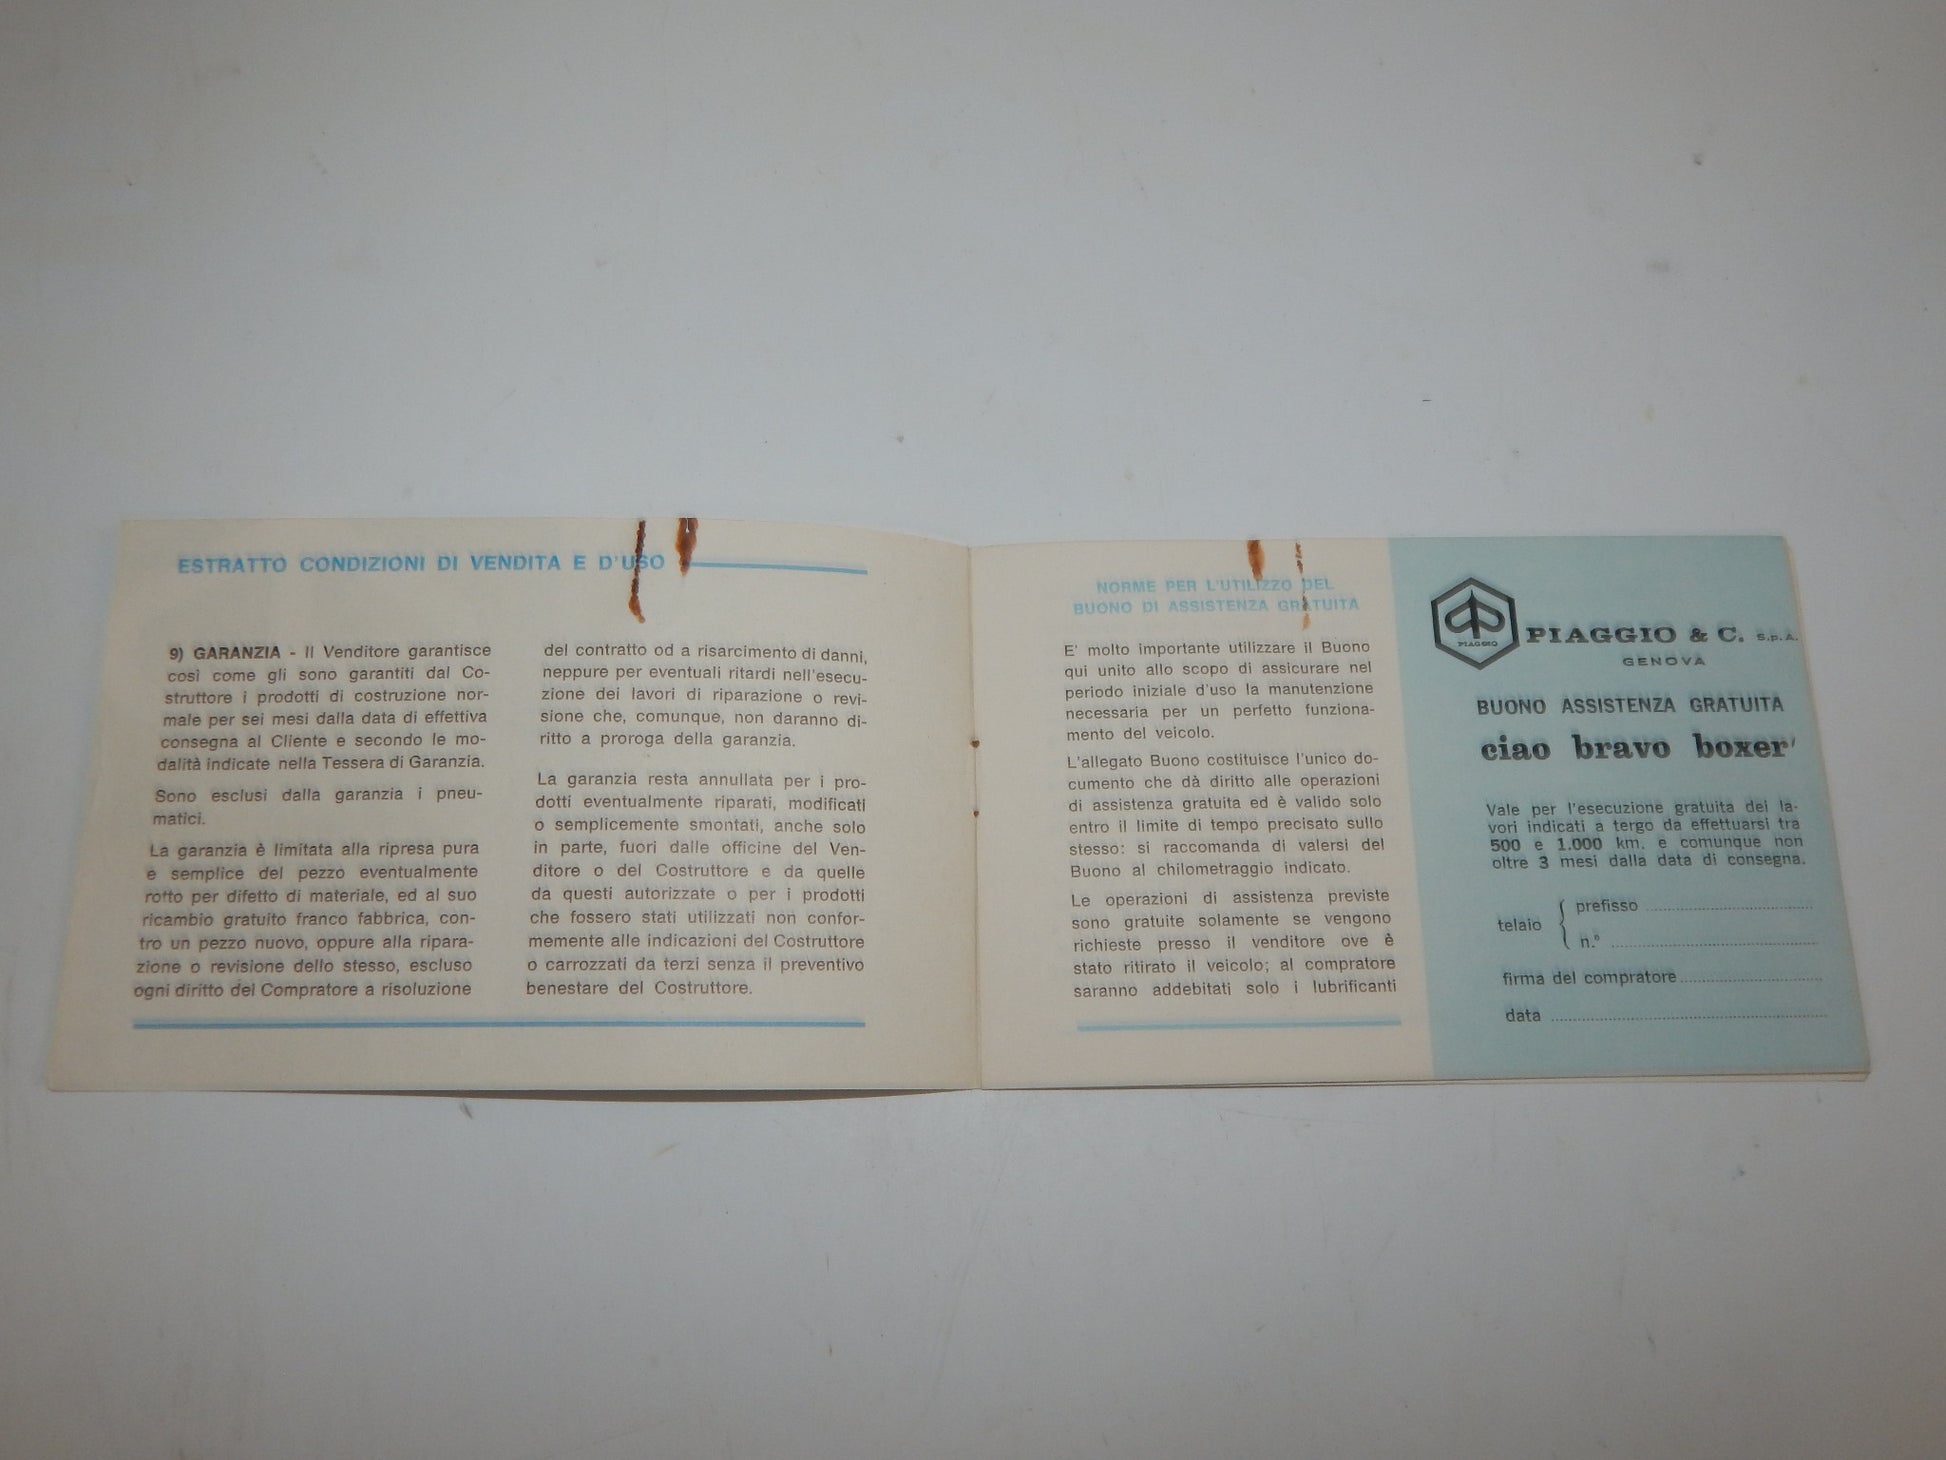 ESTRATTO CONDIZIONI DI VENDITA E D'USO
9) GARANZIA - Il Venditore garantisce
così come gli sono garantiti dal Co-
struttore i prodotti di costruzione nor-
male per sei mesi dalla data di effettiva
consegna al Cliente e secondo le mo-
dalità indicate nella Tessera di Garanzia.
Sono esclusi dalla garanzia i pneu-
matici.
La garanzia è limitata alla ripresa pura
e semplice del pezzo eventualmente
rotto per difetto di materiale, ed al suo
ricambio gratuito franco fabbrica, con-
tro un pezzo nuovo, oppure alla ripara-
zione o revisione dello stesso, escluso
ogni diritto del Compratore a risoluzione
del contratto od a risarcimento di danni,
neppure per eventuali ritardi nell'esecu-
zione dei lavori di riparazione o revi-
sione che, comunque, non daranno di-
ritto a proroga della garanzia.
La garanzia resta annullata per i pro-
dotti eventualmente riparati, modificati
o semplicemente smontati, anche solo
in parte, fuori dalle officine del Ven-
ditore o del Costruttore e da quelle
da questi autorizzate o per i prodotti
che fossero stati utilizzati non confor-
memente alle indicazioni del Costruttore
o carrozzati da terzi senza il preventivo
benestare del Costruttore.
NORME PER L'UTILIZZO DEL
BUONO DI ASSISTENZA GRATUITA
E' molto importante utilizzare il Buono
qui unito allo scopo di assicurare nel
periodo iniziale d'uso la manutenzione
necessaria per un perfetto funziona-
mento del veicolo.
L'allegato Buono costituisce l'unico do-
cumento che dà diritto alle operazioni
di assistenza gratuita ed è valido solo
entro il limite di tempo precisato sullo
stesso: si raccomanda di valersi del
Buono al chilometraggio indicato.
Le operazioni di assistenza previste
sono gratuite solamente se vengono
richieste presso il venditore ove è
stato ritirato il veicolo; al compratore
saranno addebitati solo i lubrificanti
PIAGGIO
PIAGGIO & C. S.p.A.
GENOVA
BUONO ASSISTENZA GRATUITA
ciao bravo boxer
Vale per l'esecuzione gratuita dei la-
vori indicati a tergo da effettuarsi tra
500 e 1.000 km. e comunque non
oltre 3 mesi dalla data di consegna.
telaio { prefisso
n.°
firma del compratore
data